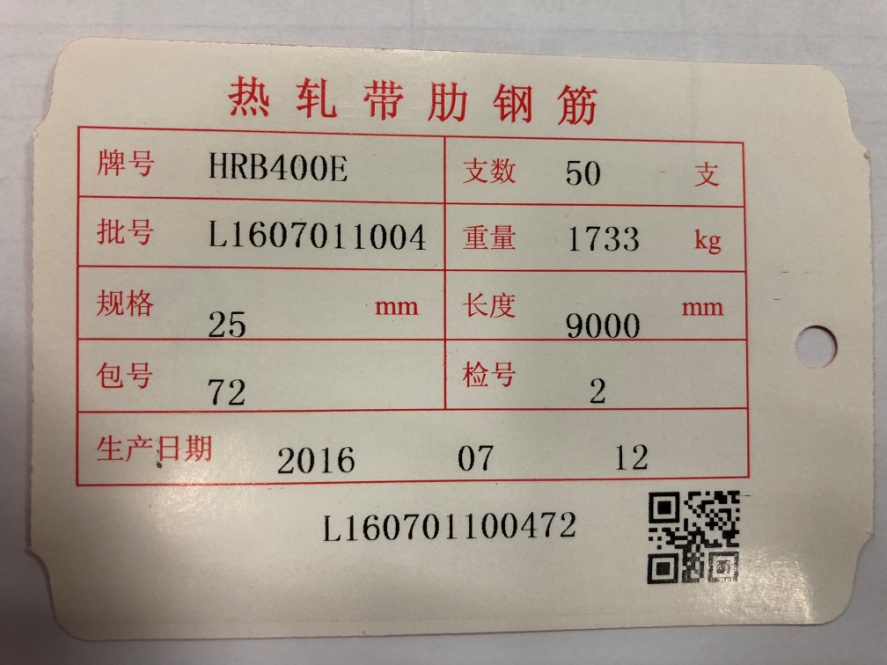 热轧带肋钢筋
牌号 HRB400E 支数 50 支
批号 L1607011004 重量 1733 kg
规格 25 mm 长度 9000 mm
包号 72 检号 2
生产日期 2016 07 12
L160701100472